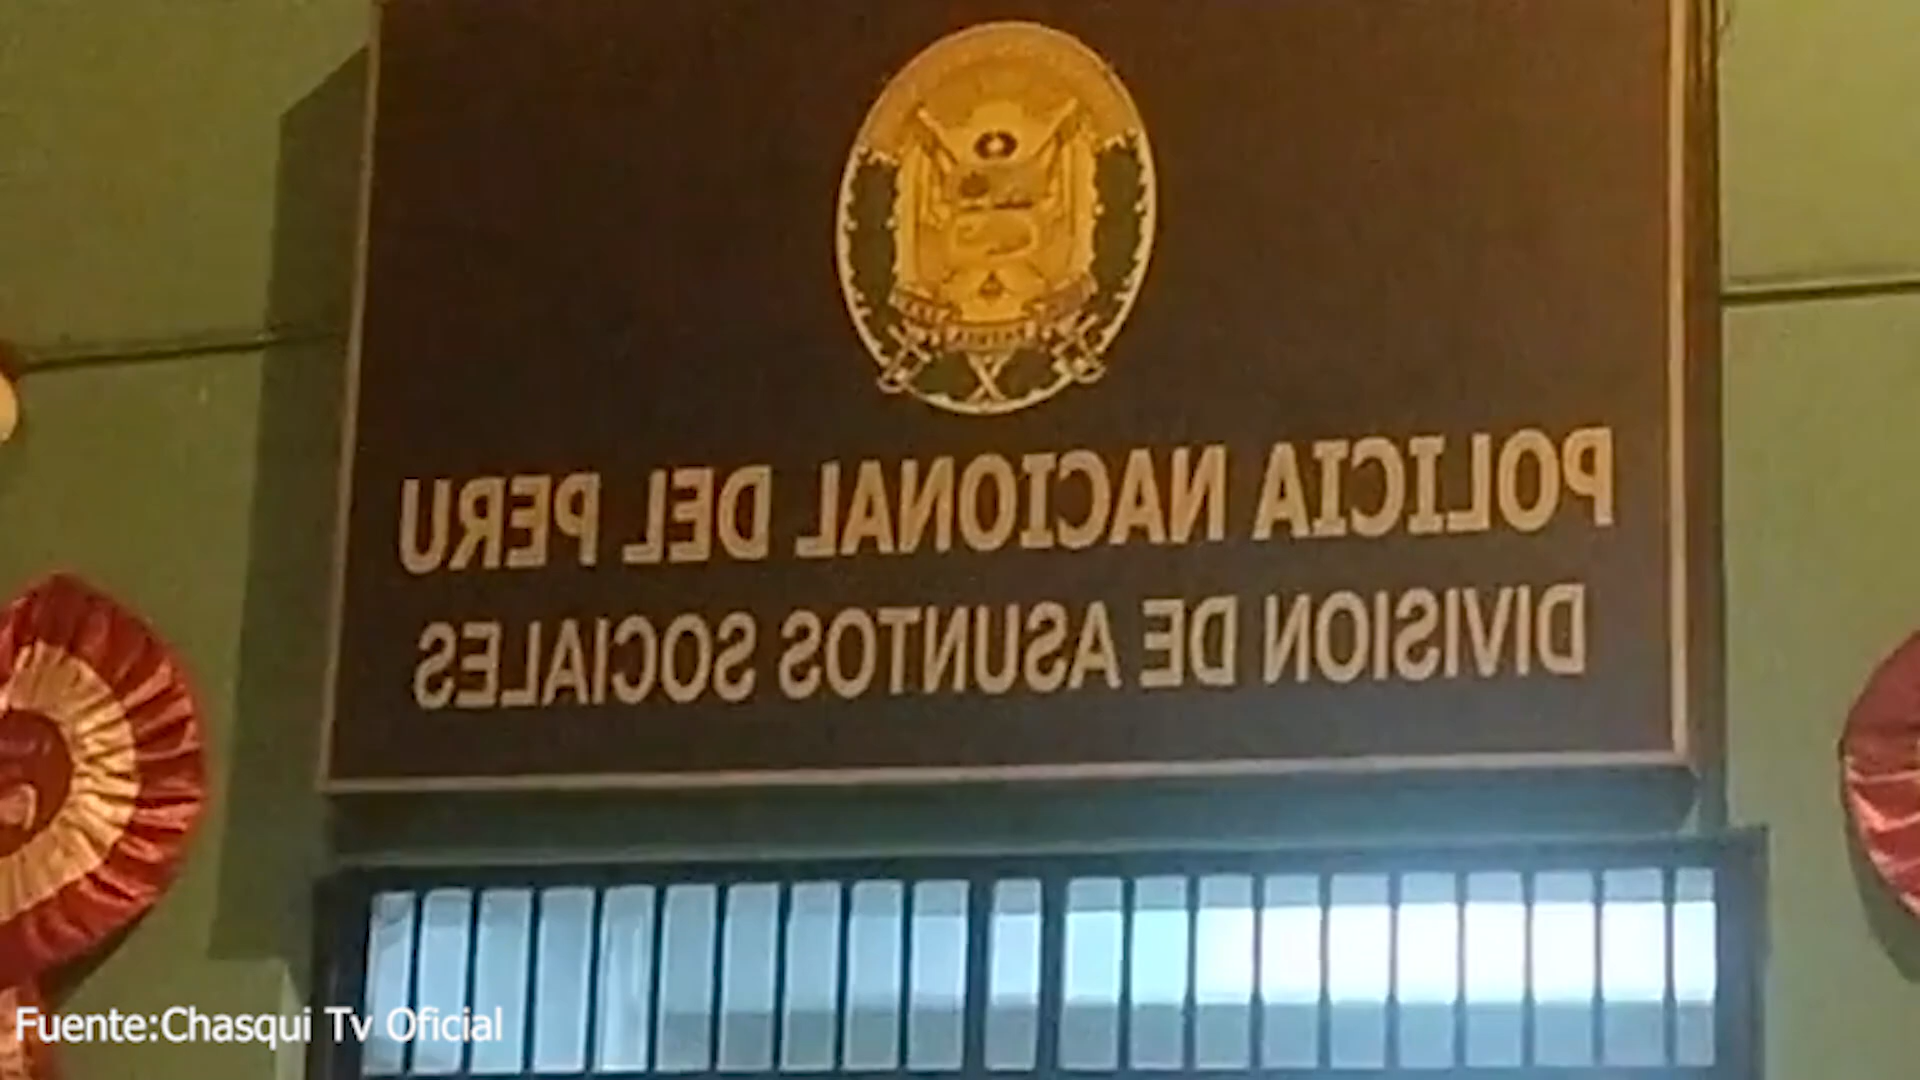 POLICIA NACIONAL DEL PERU
DIVISION DE ASUNTOS SOCIALES
Fuente:Chasqui Tv Oficial